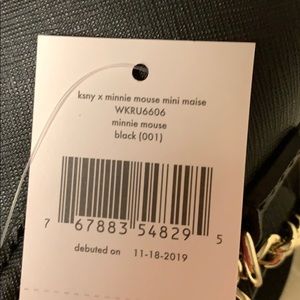 ksny x minnie mouse mini maise
WKRU6606
minnie mouse
black (001)
7 67883 54829 5
debuted on 11-18-2019